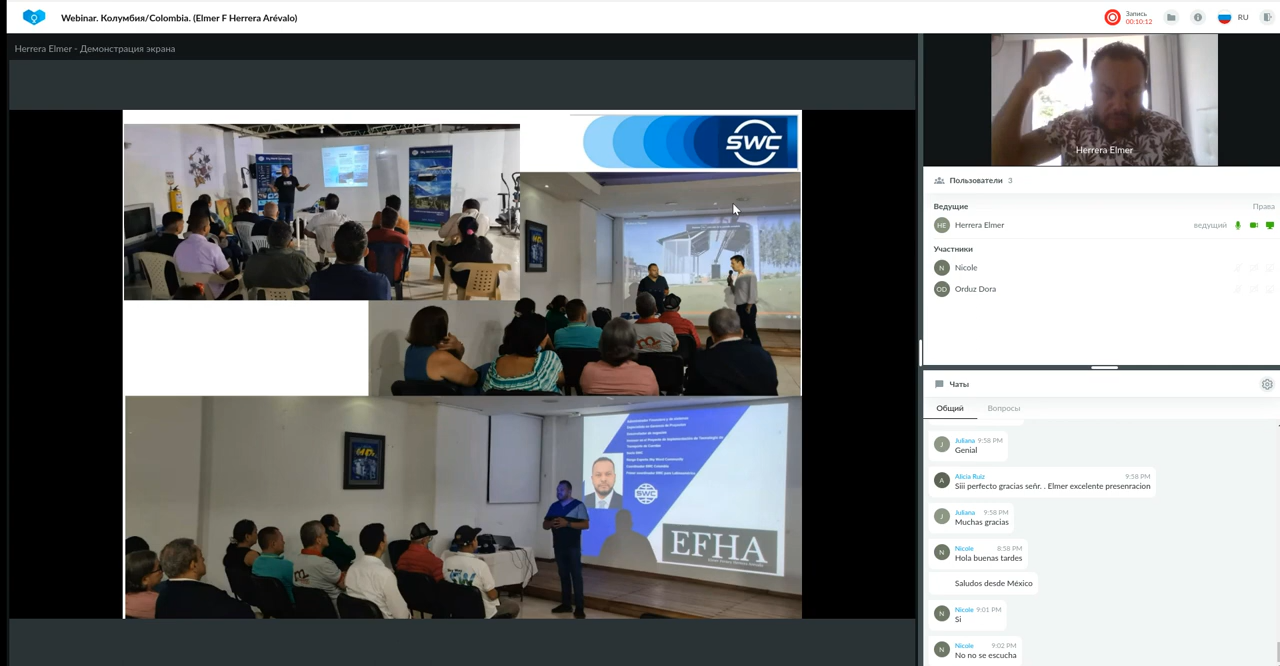 Webinar. Колумбия/Colombia. (Elmer F Herrera Arévalo)
Запись
00:10:12
RU
Herrera Elmer - Демонстрация экрана
SWC
SWC
EFHA
Herrera Elmer
Пользователи 3
Ведущие
Права
HE
Herrera Elmer
ведущий
Участники
N
Nicole
OD
Orduz Dora
Чаты
Общий
Вопросы
J
Juliana 9:58 PM
Genial
A
Alicia Ruiz 9:58 PM
Siii perfecto gracias señr. . Elmer excelente presenracion
J
Juliana 9:58 PM
Muchas gracias
N
Nicole 8:58 PM
Hola buenas tardes
Saludos desde México
N
Nicole 9:01 PM
Si
N
Nicole 9:02 PM
No no se escucha